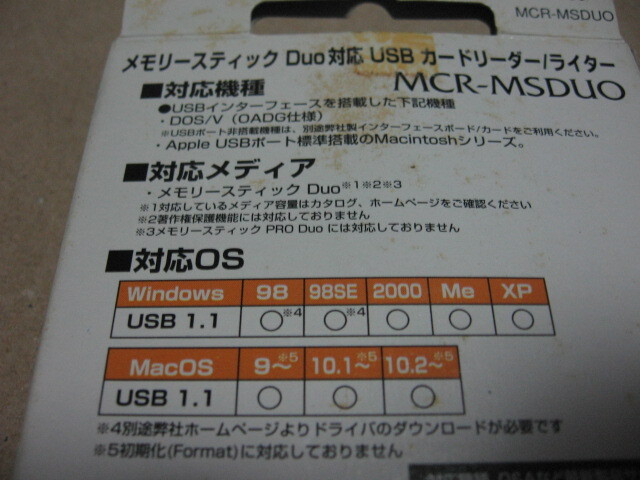 MCR-MSDUO
メモリースティック Duo 対応 USB カードリーダー/ライター
MCR-MSDUO
■対応機種
●USBインターフェースを搭載した下記機種
・DOS/V（OADG仕様）
※USBポート非搭載機種は、別途弊社製インターフェースボード/カードをご利用ください。
・Apple USBポート標準搭載のMacintoshシリーズ。
■対応メディア
・メモリースティック Duo※1※2※3
※1対応しているメディア容量はカタログ、ホームページをご確認ください
※2著作権保護機能には対応しておりません
※3メモリースティック PRO Duo には対応しておりません
■対応OS
Windows 98 98SE 2000 Me XP
USB 1.1 ○※4 ○※4 ○ ○ ○
MacOS 9～※5 10.1～※5 10.2～※5
USB 1.1 ○ ○ ○
※4別途弊社ホームページよりドライバのダウンロードが必要です
※5初期化(Format)に対応しておりません